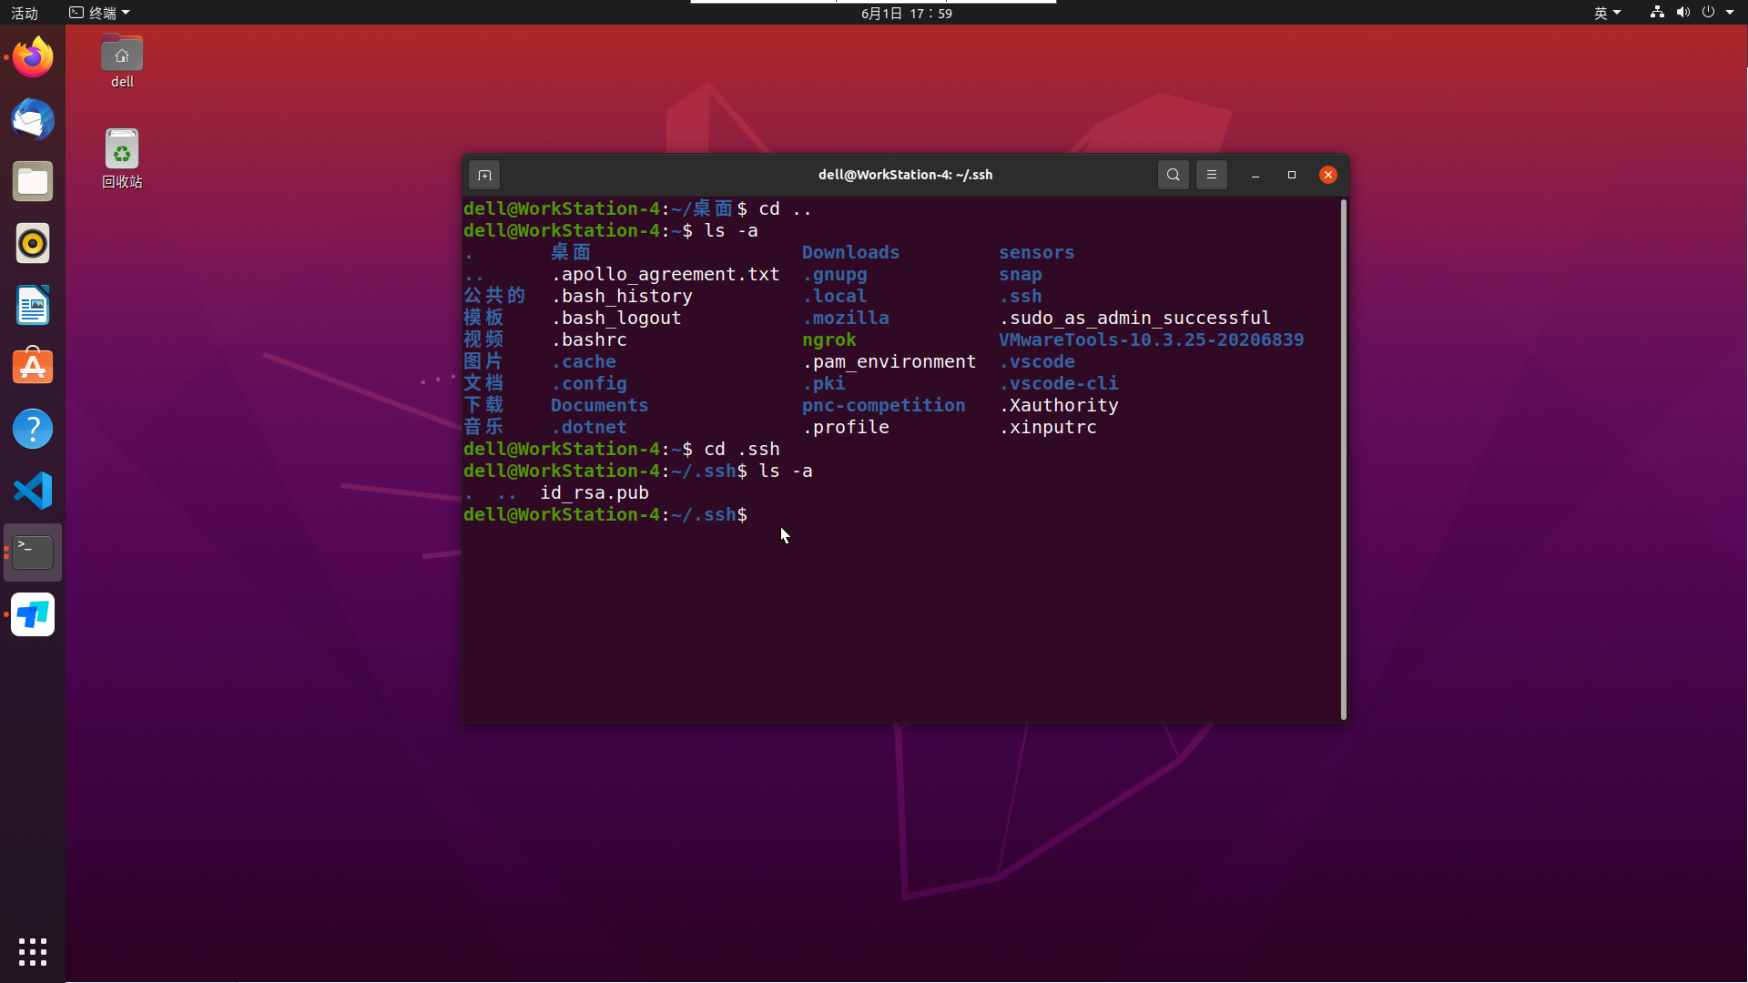 活动 终端 6月1日 17：59 英
dell
回收站
dell@WorkStation-4: ~/.ssh
dell@WorkStation-4:~/桌面$ cd ..
dell@WorkStation-4:~$ ls -a
. 桌面 Downloads sensors
.. .apollo_agreement.txt .gnupg snap
公共的 .bash_history .local .ssh
模板 .bash_logout .mozilla .sudo_as_admin_successful
视频 .bashrc ngrok VMwareTools-10.3.25-20206839
图片 .cache .pam_environment .vscode
文档 .config .pki .vscode-cli
下载 Documents pnc-competition .Xauthority
音乐 .dotnet .profile .xinputrc
dell@WorkStation-4:~$ cd .ssh
dell@WorkStation-4:~/.ssh$ ls -a
. .. id_rsa.pub
dell@WorkStation-4:~/.ssh$